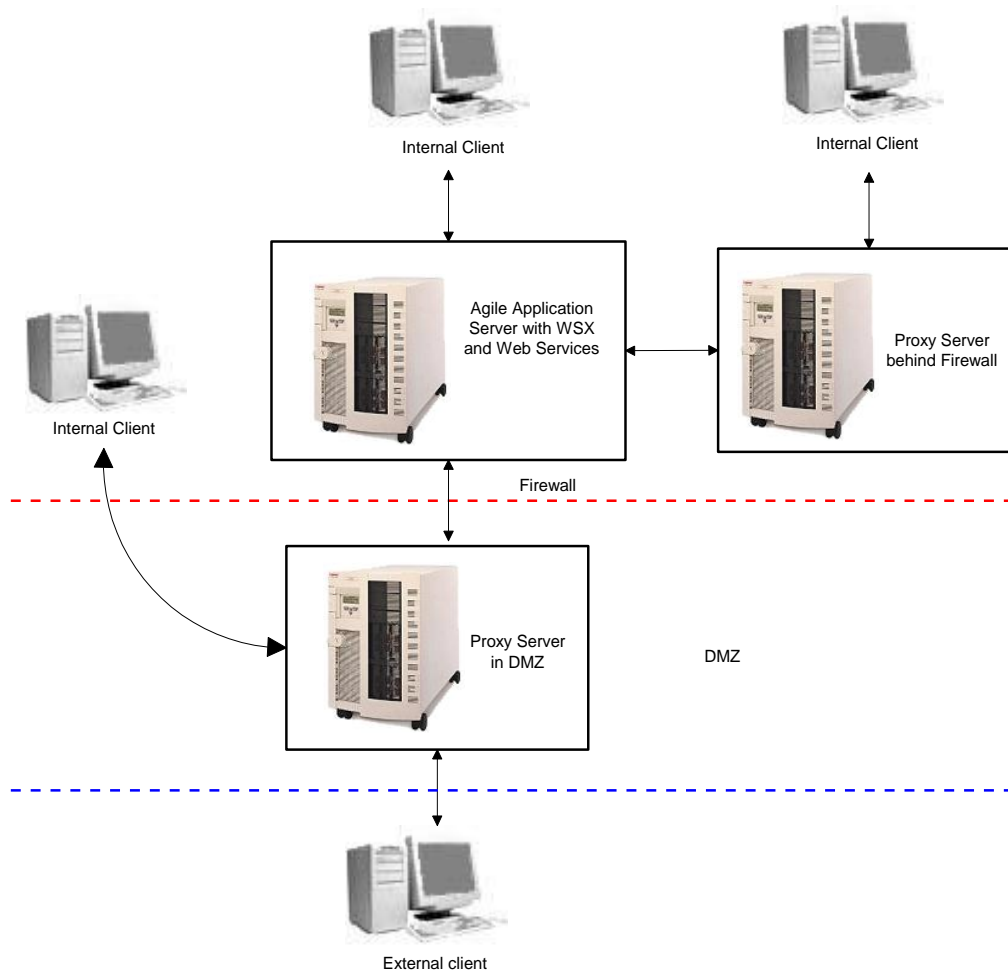 Internal Client
Internal Client
Agile Application
Server with WSX
and Web Services
Proxy Server
behind Firewall
Internal Client
Firewall
Proxy Server
in DMZ
DMZ
External client